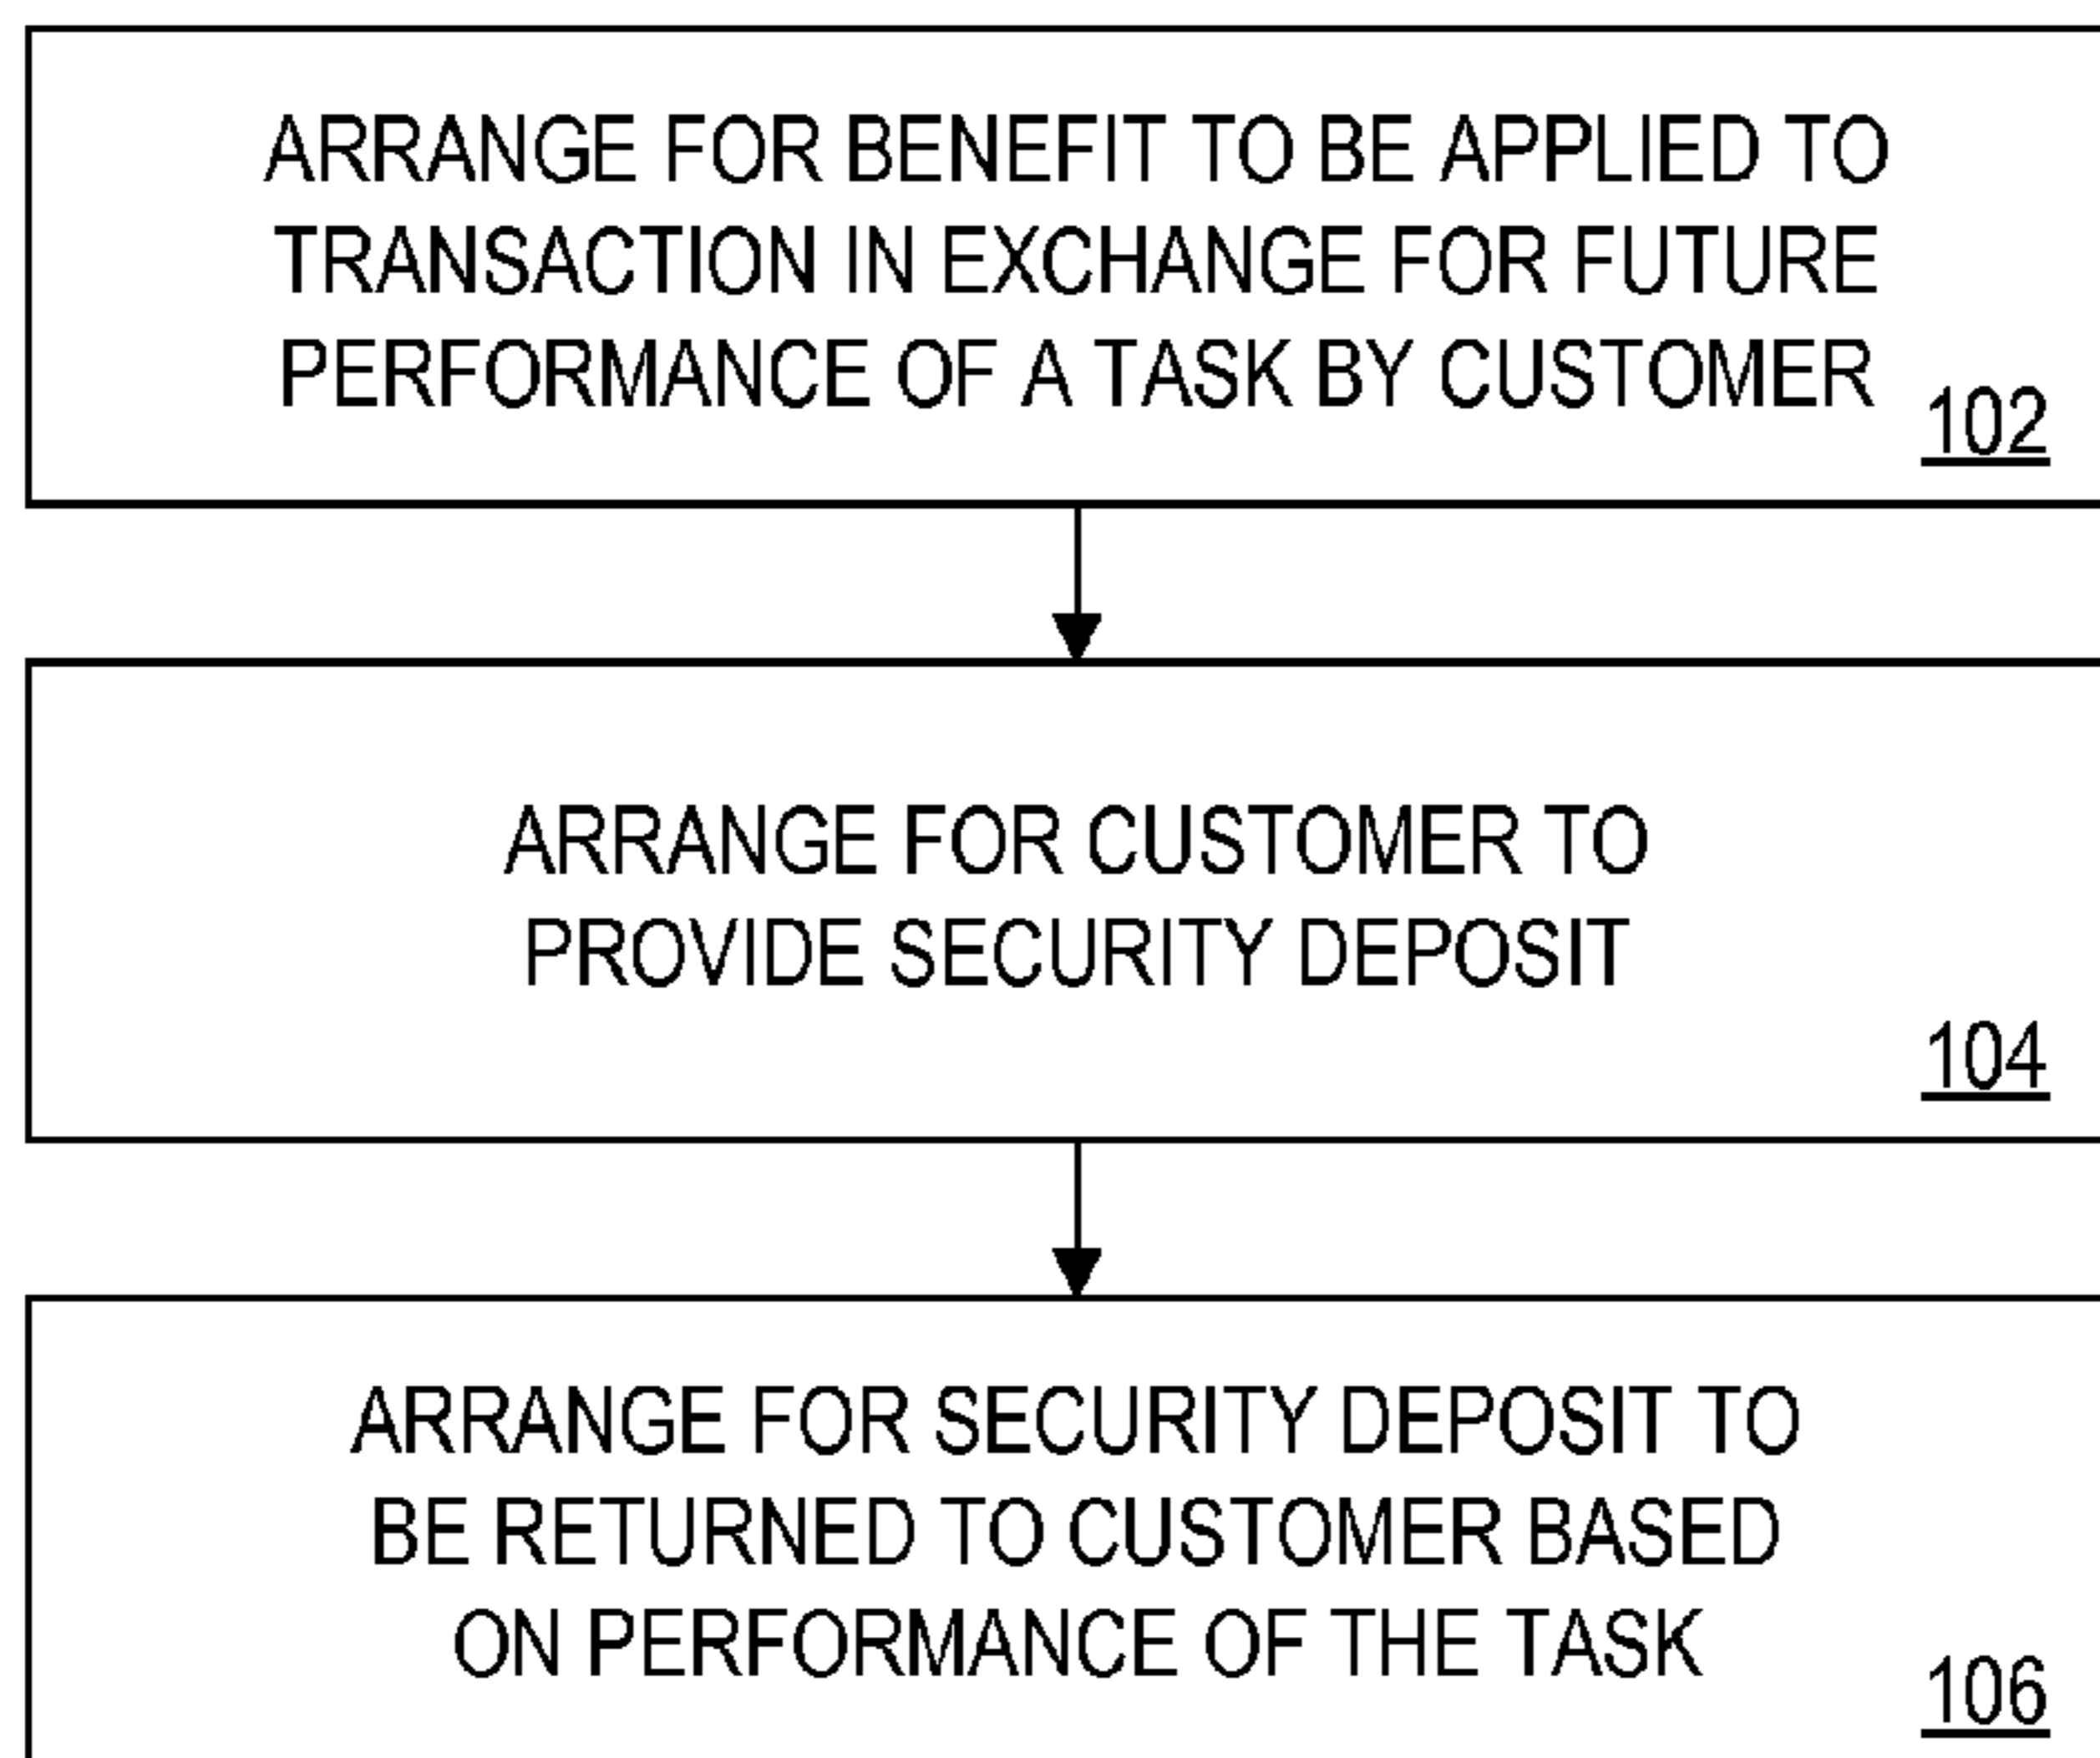 ARRANGE FOR BENEFIT TO BE APPLIED TO
TRANSACTION IN EXCHANGE FOR FUTURE
PERFORMANCE OF A TASK BY CUSTOMER
102
ARRANGE FOR CUSTOMER TO
PROVIDE SECURITY DEPOSIT
104
ARRANGE FOR SECURITY DEPOSIT TO
BE RETURNED TO CUSTOMER BASED
ON PERFORMANCE OF THE TASK
106